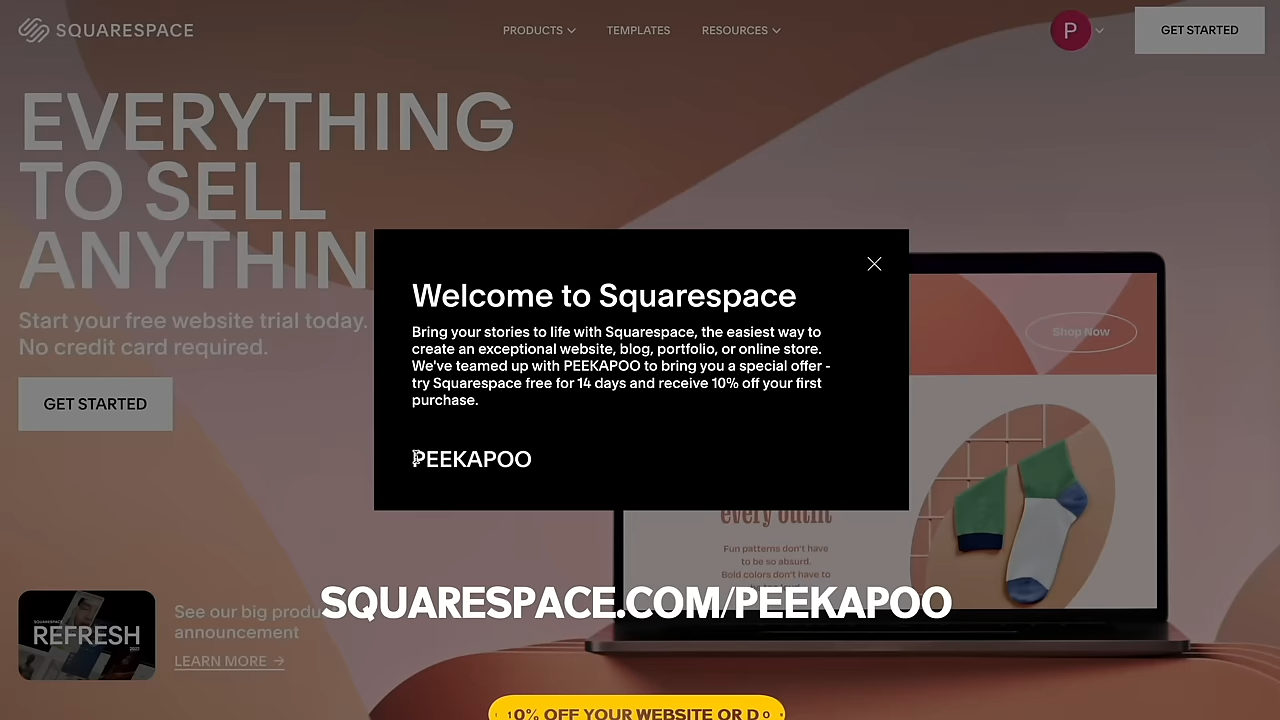 SQUARESPACE
PRODUCTS
TEMPLATES
RESOURCES
P
GET STARTED
EVERYTHING
TO SELL
ANYTHIN
Start your free website trial today.
No credit card required.
GET STARTED
Welcome to Squarespace
Bring your stories to life with Squarespace, the easiest way to
create an exceptional website, blog, portfolio, or online store.
We've teamed up with PEEKAPOO to bring you a special offer -
try Squarespace free for 14 days and receive 10% off your first
purchase.
PEEKAPOO
Shop Now
every outfit
Fun patterns don't have
to be so absurd.
Bold colors don't have to
SQUARESPACE.COM/PEEKAPOO
SQUARESPACE
REFRESH
See our big produ
announcement
LEARN MORE →
10% OFF YOUR WEBSITE OR DO